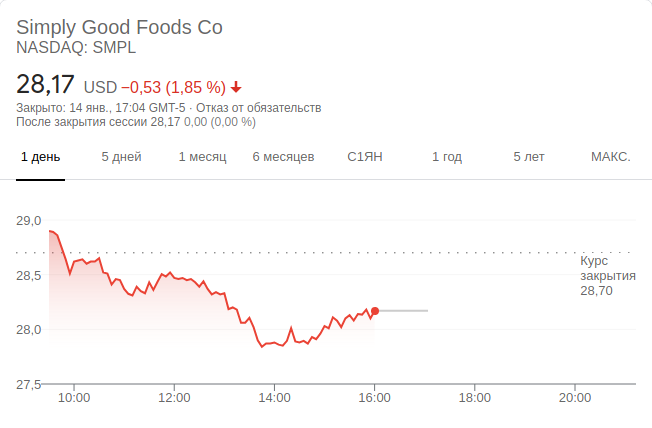 Simply Good Foods Co
NASDAQ: SMPL
28,17 USD −0,53 (1,85 %)
Закрыто: 14 янв., 17:04 GMT-5 · Отказ от обязательств
После закрытия сессии 28,17 0,00 (0,00 %)
1 день 5 дней 1 месяц 6 месяцев С1ЯН 1 год 5 лет МАКС.
29,0
28,5
28,0
27,5
Курс
закрытия
28,70
10:00 12:00 14:00 16:00 18:00 20:00